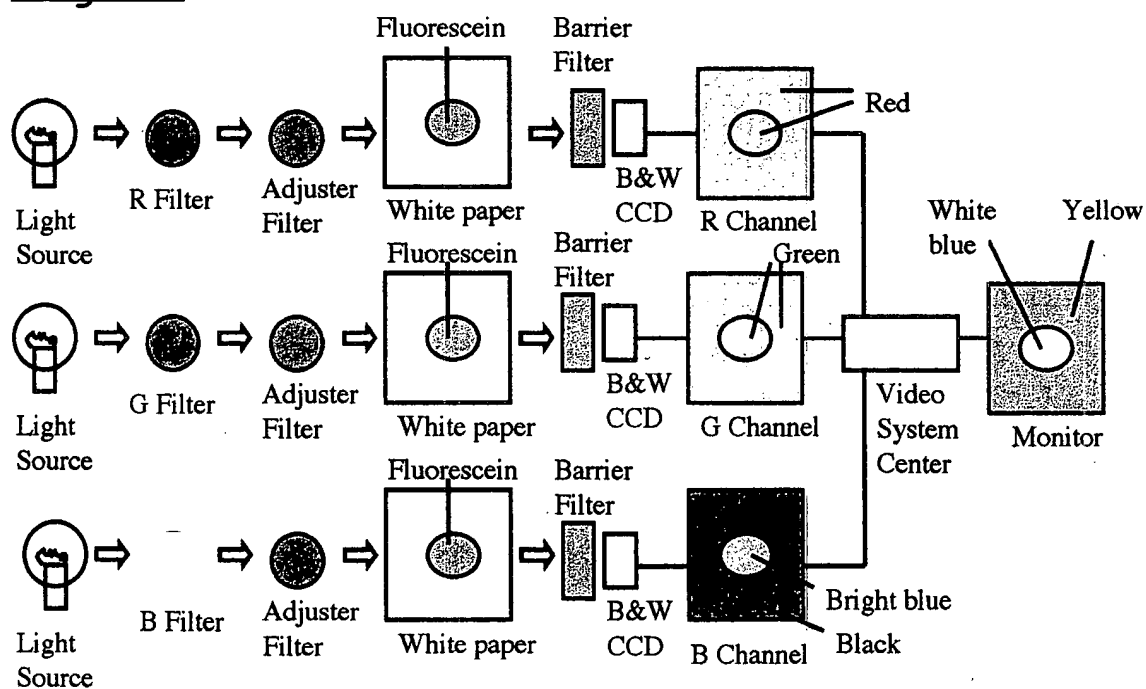 Fluorescein
Barrier
Filter
Red
Light
Source
R Filter
Adjuster
Filter
White paper
B&W
CCD
R Channel
White
blue
Yellow
Fluorescein
Barrier
Filter
Green
Light
Source
G Filter
Adjuster
Filter
White paper
B&W
CCD
G Channel
Video
System
Center
Monitor
Fluorescein
Barrier
Filter
Light
Source
B Filter
Adjuster
Filter
White paper
B&W
CCD
B Channel
Bright blue
Black